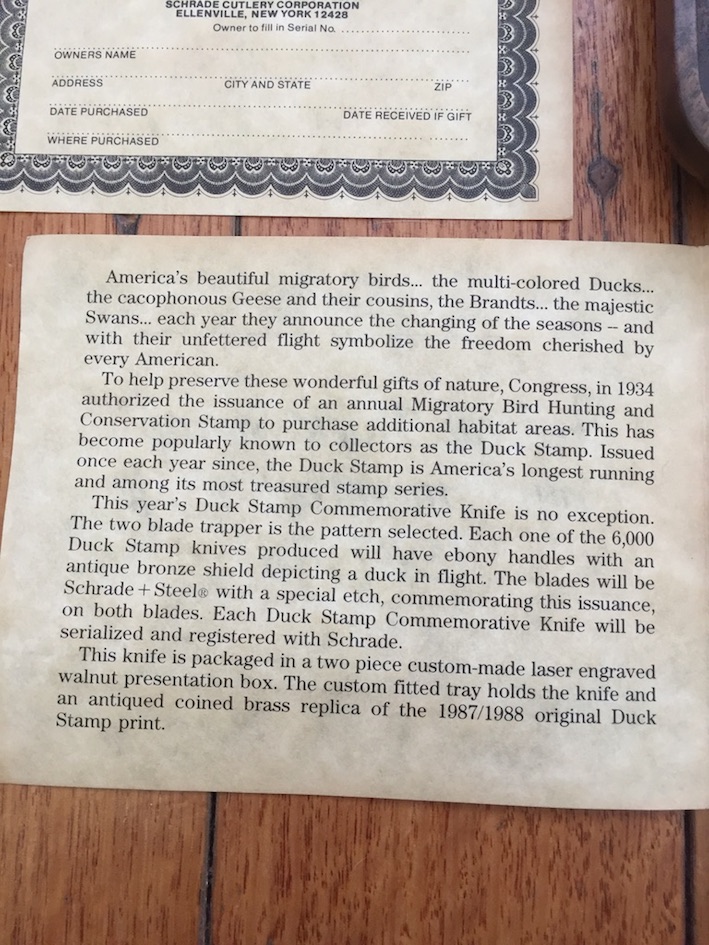 SCHRADE CUTLERY CORPORATION
ELLENVILLE, NEW YORK 12428
Owner to fill in Serial No.
OWNERS NAME
ADDRESS CITY AND STATE ZIP
DATE PURCHASED DATE RECEIVED IF GIFT
WHERE PURCHASED
America's beautiful migratory birds... the multi-colored Ducks...
the cacophonous Geese and their cousins, the Brandts... the majestic
Swans... each year they announce the changing of the seasons -- and
with their unfettered flight symbolize the freedom cherished by
every American.
To help preserve these wonderful gifts of nature, Congress, in 1934
authorized the issuance of an annual Migratory Bird Hunting and
Conservation Stamp to purchase additional habitat areas. This has
become popularly known to collectors as the Duck Stamp. Issued
once each year since, the Duck Stamp is America's longest running
and among its most treasured stamp series.
This year's Duck Stamp Commemorative Knife is no exception.
The two blade trapper is the pattern selected. Each one of the 6,000
Duck Stamp knives produced will have ebony handles with an
antique bronze shield depicting a duck in flight. The blades will be
Schrade + Steel® with a special etch, commemorating this issuance,
on both blades. Each Duck Stamp Commemorative Knife will be
serialized and registered with Schrade.
This knife is packaged in a two piece custom-made laser engraved
walnut presentation box. The custom fitted tray holds the knife and
an antiqued coined brass replica of the 1987/1988 original Duck
Stamp print.